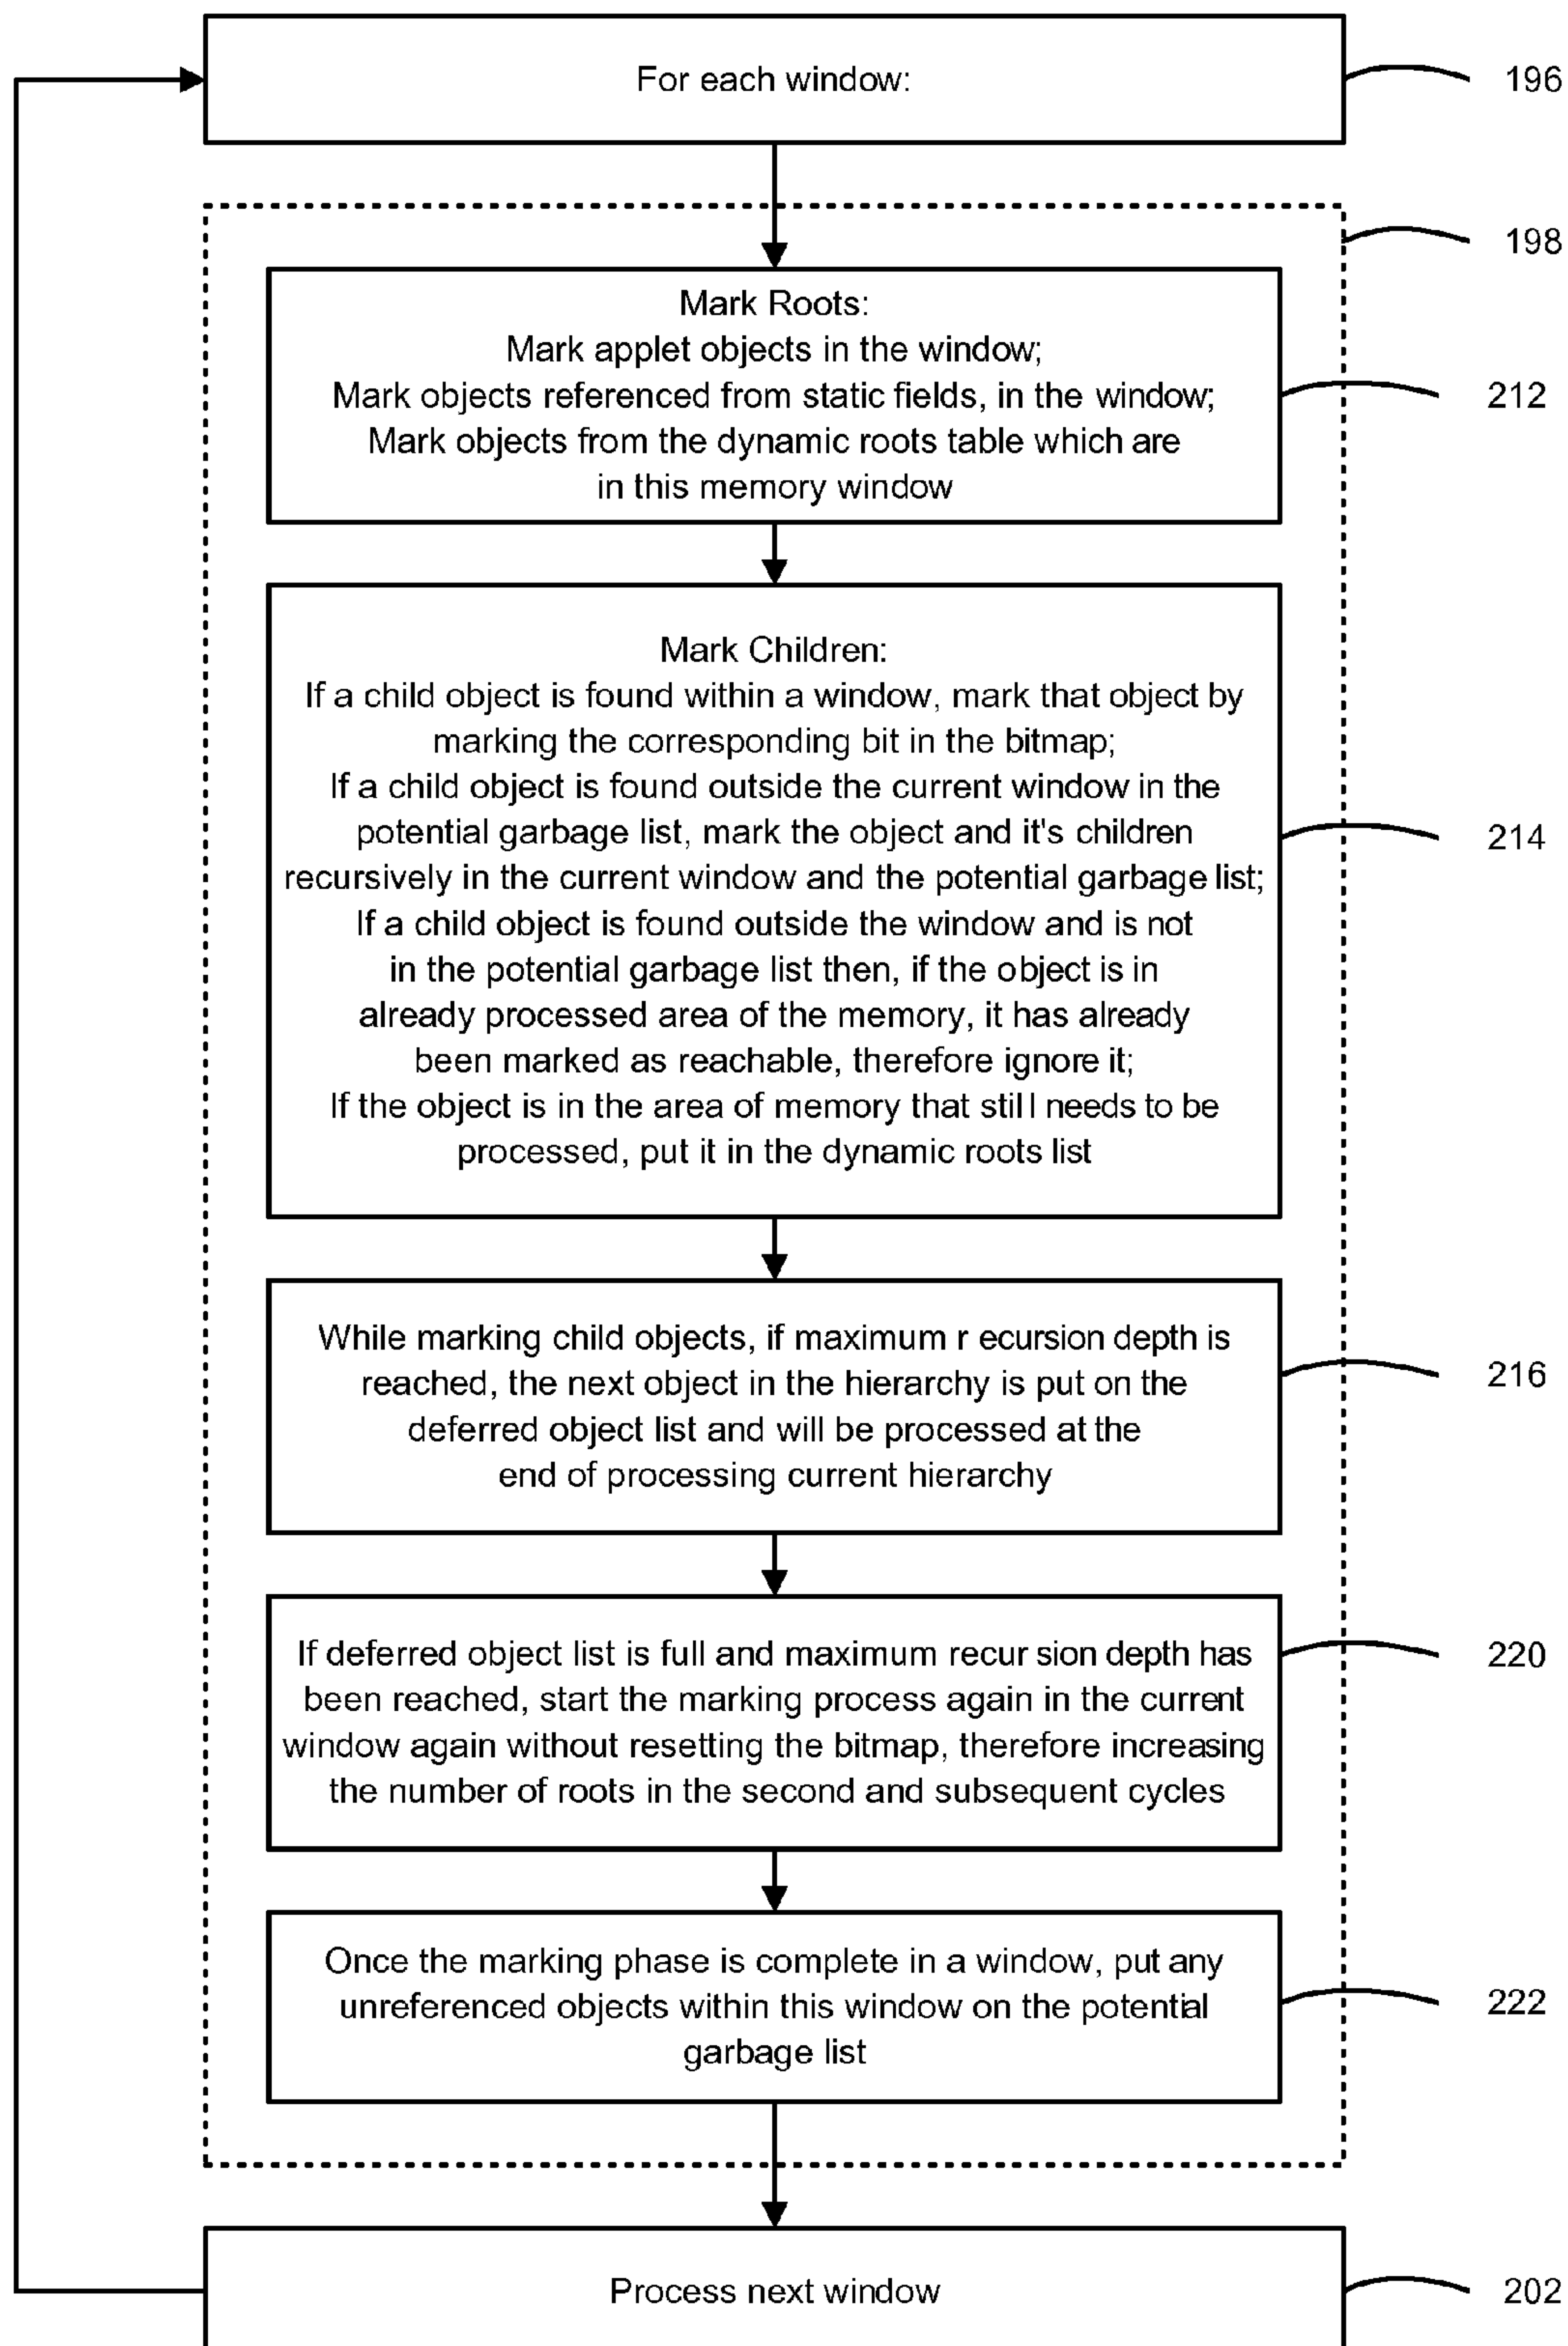 For each window:
196
198
Mark Roots:
Mark applet objects in the window;
Mark objects referenced from static fields, in the window;
Mark objects from the dynamic roots table which are
in this memory window
212
Mark Children:
If a child object is found within a window, mark that object by
marking the corresponding bit in the bitmap;
If a child object is found outside the current window in the
potential garbage list, mark the object and it's children
recursively in the current window and the potential garbage list;
If a child object is found outside the window and is not
in the potential garbage list then, if the object is in
already processed area of the memory, it has already
been marked as reachable, therefore ignore it;
If the object is in the area of memory that still needs to be
processed, put it in the dynamic roots list
214
While marking child objects, if maximum r ecursion depth is
reached, the next object in the hierarchy is put on the
deferred object list and will be processed at the
end of processing current hierarchy
216
If deferred object list is full and maximum recur sion depth has
been reached, start the marking process again in the current
window again without resetting the bitmap, therefore increasing
the number of roots in the second and subsequent cycles
220
Once the marking phase is complete in a window, put any
unreferenced objects within this window on the potential
garbage list
222
Process next window
202